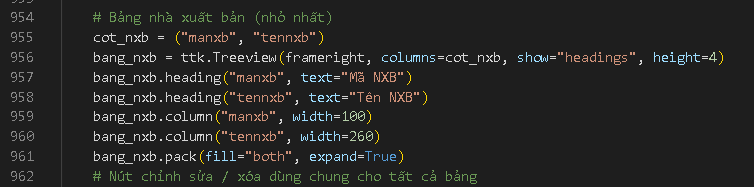 954 # Bảng nhà xuất bản (nhỏ nhất)
955 cot_nxb = ("manxb", "tennxb")
956 bang_nxb = ttk.Treeview(frameright, columns=cot_nxb, show="headings", height=4)
957 bang_nxb.heading("manxb", text="Mã NXB")
958 bang_nxb.heading("tennxb", text="Tên NXB")
959 bang_nxb.column("manxb", width=100)
960 bang_nxb.column("tennxb", width=260)
961 bang_nxb.pack(fill="both", expand=True)
962 # Nút chỉnh sửa / xóa dùng chung cho tất cả bảng